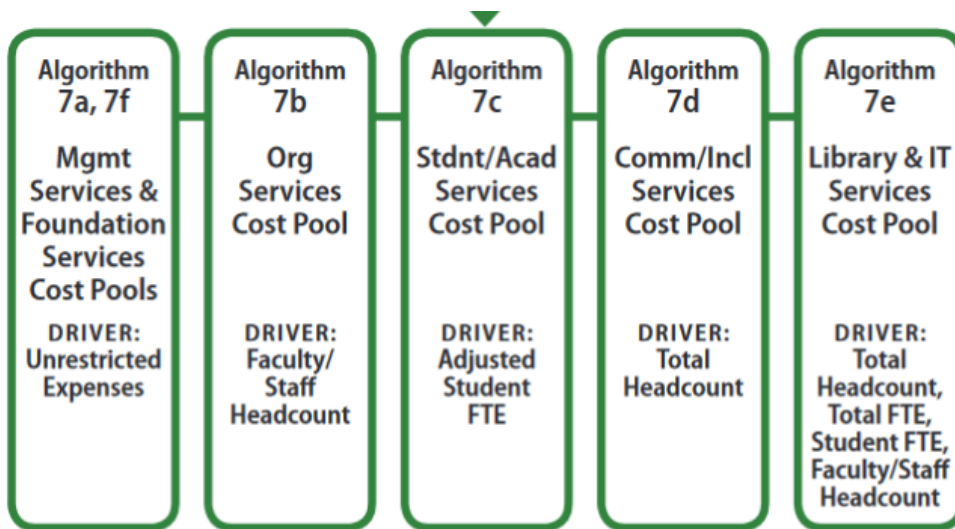 Algorithm
7a, 7f
Mgmt
Services &
Foundation
Services
Cost Pools
DRIVER:
Unrestricted
Expenses
Algorithm
7b
Org
Services
Cost Pool
DRIVER:
Faculty/
Staff
Headcount
Algorithm
7c
Stdnt/Acad
Services
Cost Pool
DRIVER:
Adjusted
Student
FTE
Algorithm
7d
Comm/Incl
Services
Cost Pool
DRIVER:
Total
Headcount
Algorithm
7e
Library & IT
Services
Cost Pool
DRIVER:
Total
Headcount,
Total FTE,
Student FTE,
Faculty/Staff
Headcount